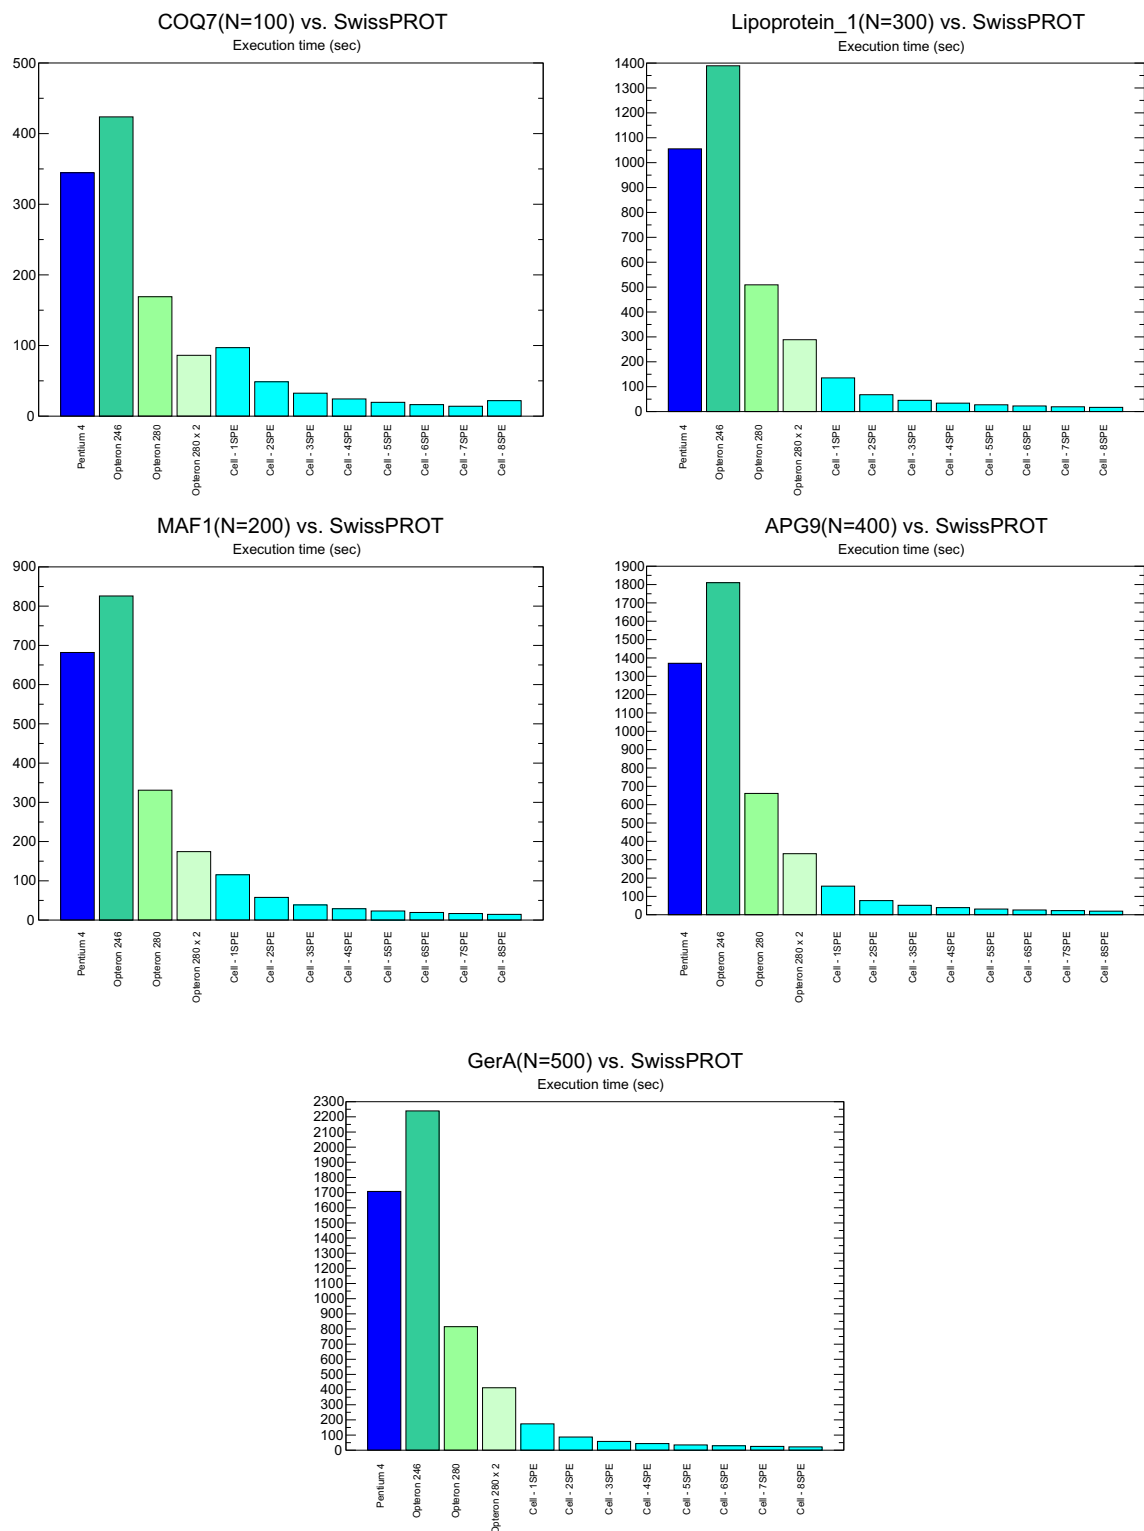 COQ7(N=100) vs. SwissPROT
Execution time (sec)
500
400
300
200
100
0
Pentium 4
Opteron 246
Opteron 280
Opteron 280 x 2
Cell - 1SPE
Cell - 2SPE
Cell - 3SPE
Cell - 4SPE
Cell - 5SPE
Cell - 6SPE
Cell - 7SPE
Cell - 8SPE
Lipoprotein_1(N=300) vs. SwissPROT
Execution time (sec)
1400
1300
1200
1100
1000
900
800
700
600
500
400
300
200
100
0
Pentium 4
Opteron 246
Opteron 280
Opteron 280 x 2
Cell - 1SPE
Cell - 2SPE
Cell - 3SPE
Cell - 4SPE
Cell - 5SPE
Cell - 6SPE
Cell - 7SPE
Cell - 8SPE
MAF1(N=200) vs. SwissPROT
Execution time (sec)
900
800
700
600
500
400
300
200
100
0
Pentium 4
Opteron 246
Opteron 280
Opteron 280 x 2
Cell - 1SPE
Cell - 2SPE
Cell - 3SPE
Cell - 4SPE
Cell - 5SPE
Cell - 6SPE
Cell - 7SPE
Cell - 8SPE
APG9(N=400) vs. SwissPROT
Execution time (sec)
1900
1800
1700
1600
1500
1400
1300
1200
1100
1000
900
800
700
600
500
400
300
200
100
0
Pentium 4
Opteron 246
Opteron 280
Opteron 280 x 2
Cell - 1SPE
Cell - 2SPE
Cell - 3SPE
Cell - 4SPE
Cell - 5SPE
Cell - 6SPE
Cell - 7SPE
Cell - 8SPE
GerA(N=500) vs. SwissPROT
Execution time (sec)
2300
2200
2100
2000
1900
1800
1700
1600
1500
1400
1300
1200
1100
1000
900
800
700
600
500
400
300
200
100
0
Pentium 4
Opteron 246
Opteron 280
Opteron 280 x 2
Cell - 1SPE
Cell - 2SPE
Cell - 3SPE
Cell - 4SPE
Cell - 5SPE
Cell - 6SPE
Cell - 7SPE
Cell - 8SPE